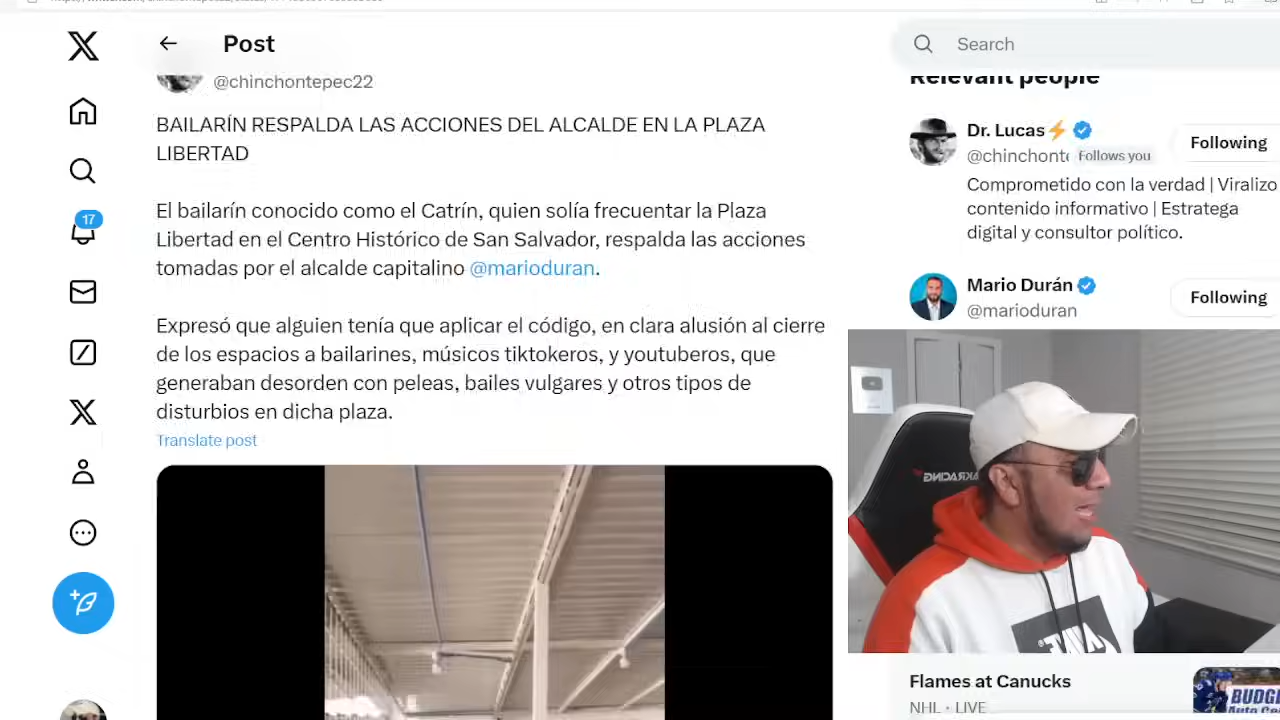 Post
@chinchontepec22
BAILARÍN RESPALDA LAS ACCIONES DEL ALCALDE EN LA PLAZA
LIBERTAD
El bailarín conocido como el Catrín, quien solía frecuentar la Plaza
Libertad en el Centro Histórico de San Salvador, respalda las acciones
tomadas por el alcalde capitalino @marioduran.
Expresó que alguien tenía que aplicar el código, en clara alusión al cierre
de los espacios a bailarines, músicos tiktokeros, y youtuberos, que
generaban desorden con peleas, bailes vulgares y otros tipos de
disturbios en dicha plaza.
Translate post
17
Search
Relevant people
Dr. Lucas⚡
@chinchonte Follows you
Following
Comprometido con la verdad | Viralizo
contenido informativo | Estratega
digital y consultor político.
Mario Durán
@marioduran
Following
AKRACING
Flames at Canucks
NHL · LIVE
BUDGE
Auto Ce